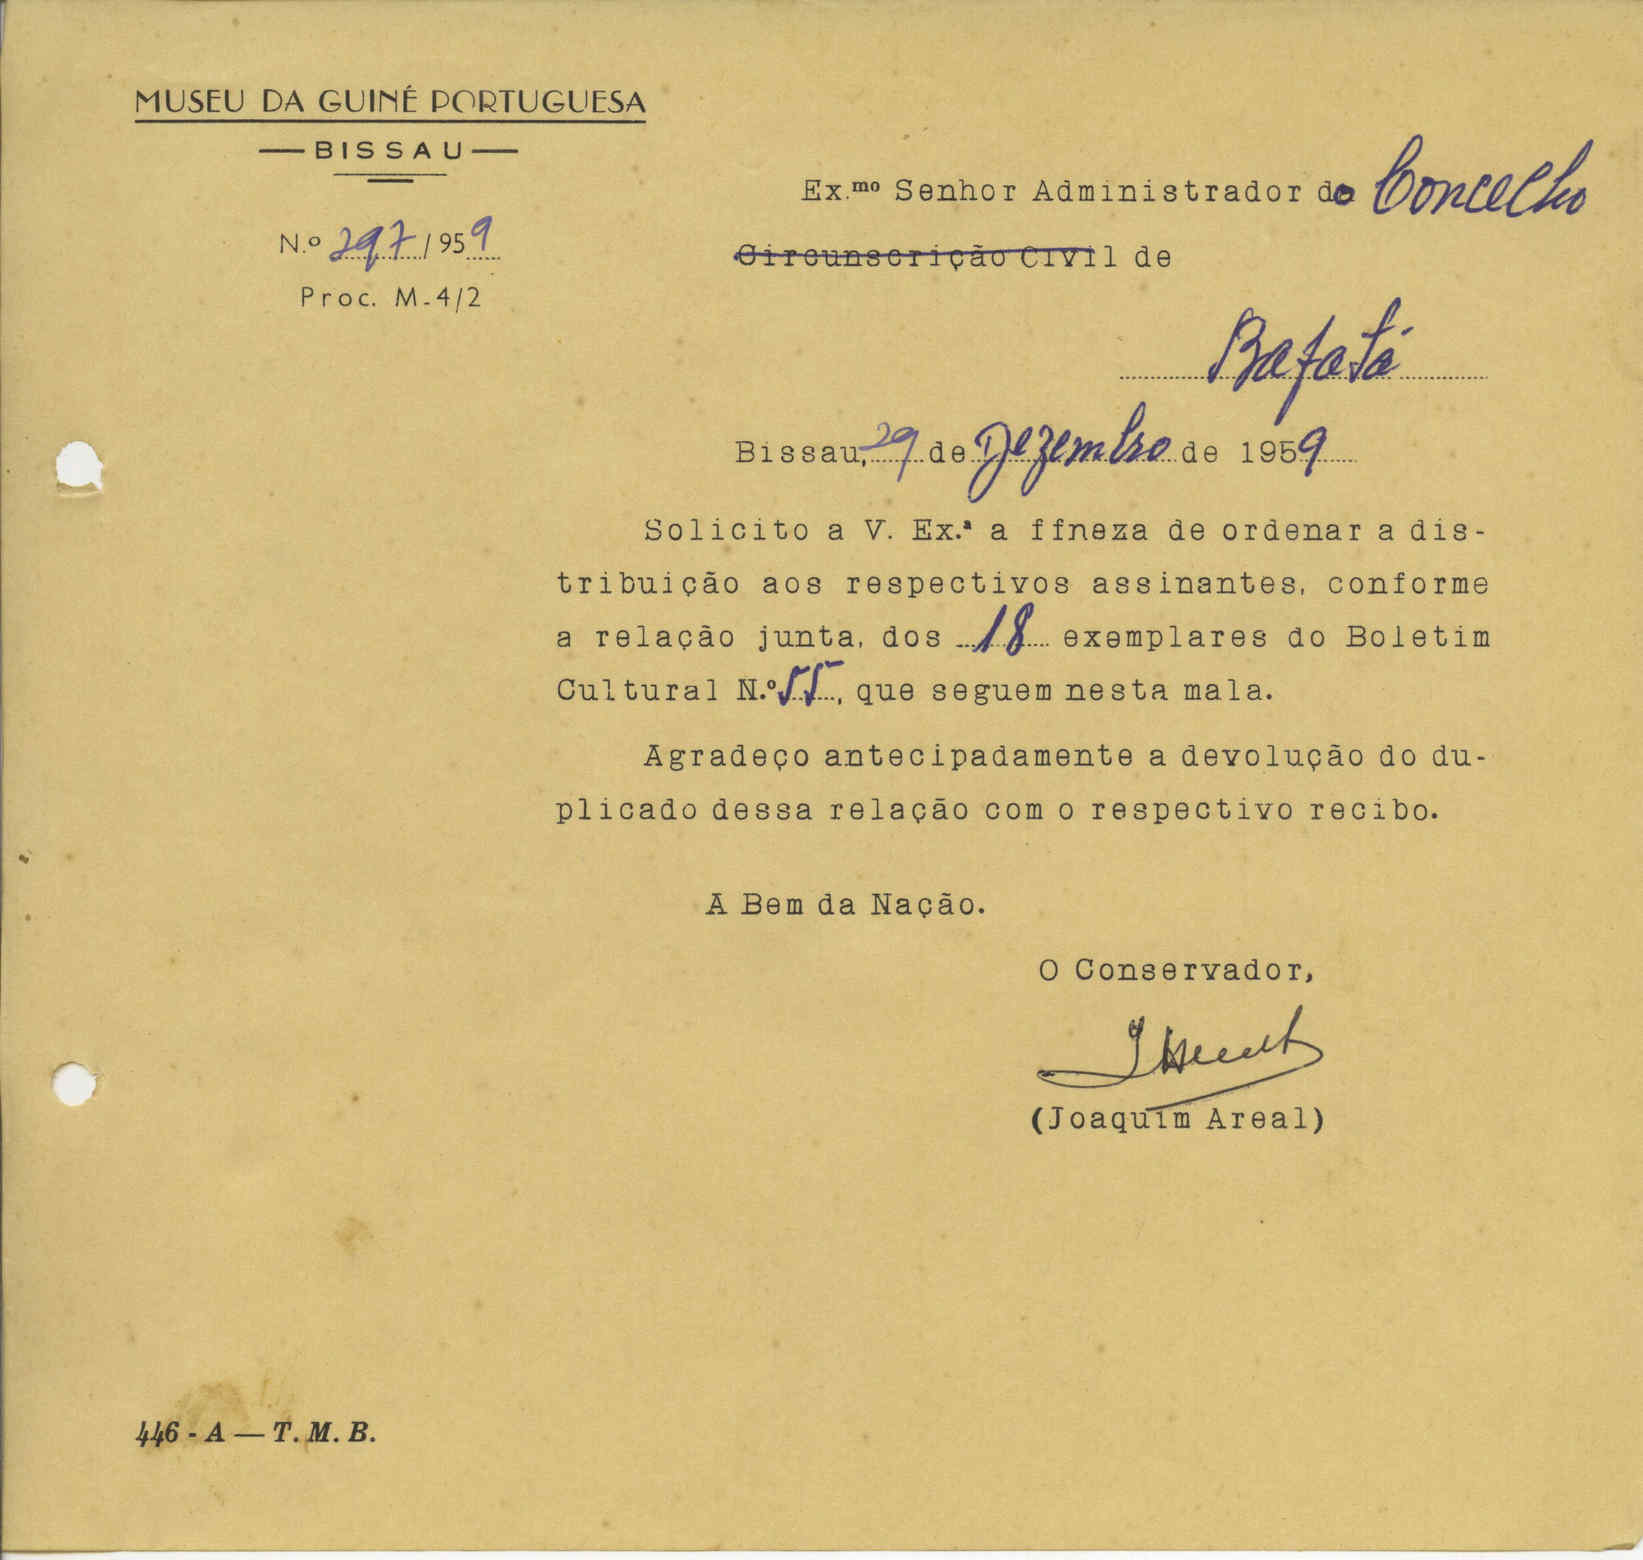 MUSEU DA GUINÉ PORTUGUESA
— BISSAU —
N.º 297/959
Proc. M-4/2
Ex.mo Senhor Administrador do Concelho
Circunscrição Civil de
Bafatá
Bissau, 29 de Dezembro de 1959
Solicito a V. Ex.ª a ffneza de ordenar a dis-
tribuição aos respectivos assinantes, conforme
a relação junta, dos 18 exemplares do Boletim
Cultural N.º 55, que seguem nesta mala.
Agradeço antecipadamente a devolução do du-
plicado dessa relação com o respectivo recibo.
A Bem da Nação.
O Conservador,
(Joaquim Areal)
446 - A — T. M. B.